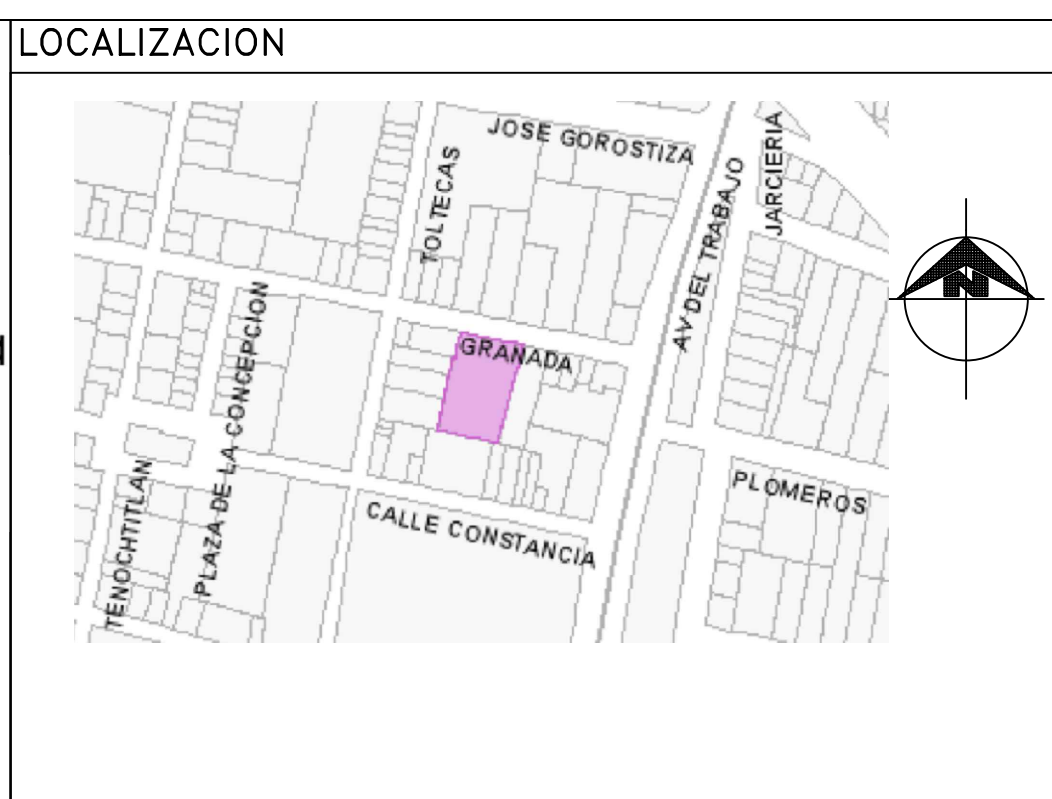 LOCALIZACION
JOSE GOROSTIZA
TOLTECAS
AV DEL TRABAJO
JARCIERIA
N
GRANADA
PLAZA DE LA CONCEPCION
TENOCHTITLAN
CALLE CONSTANCIA
PLOMEROS